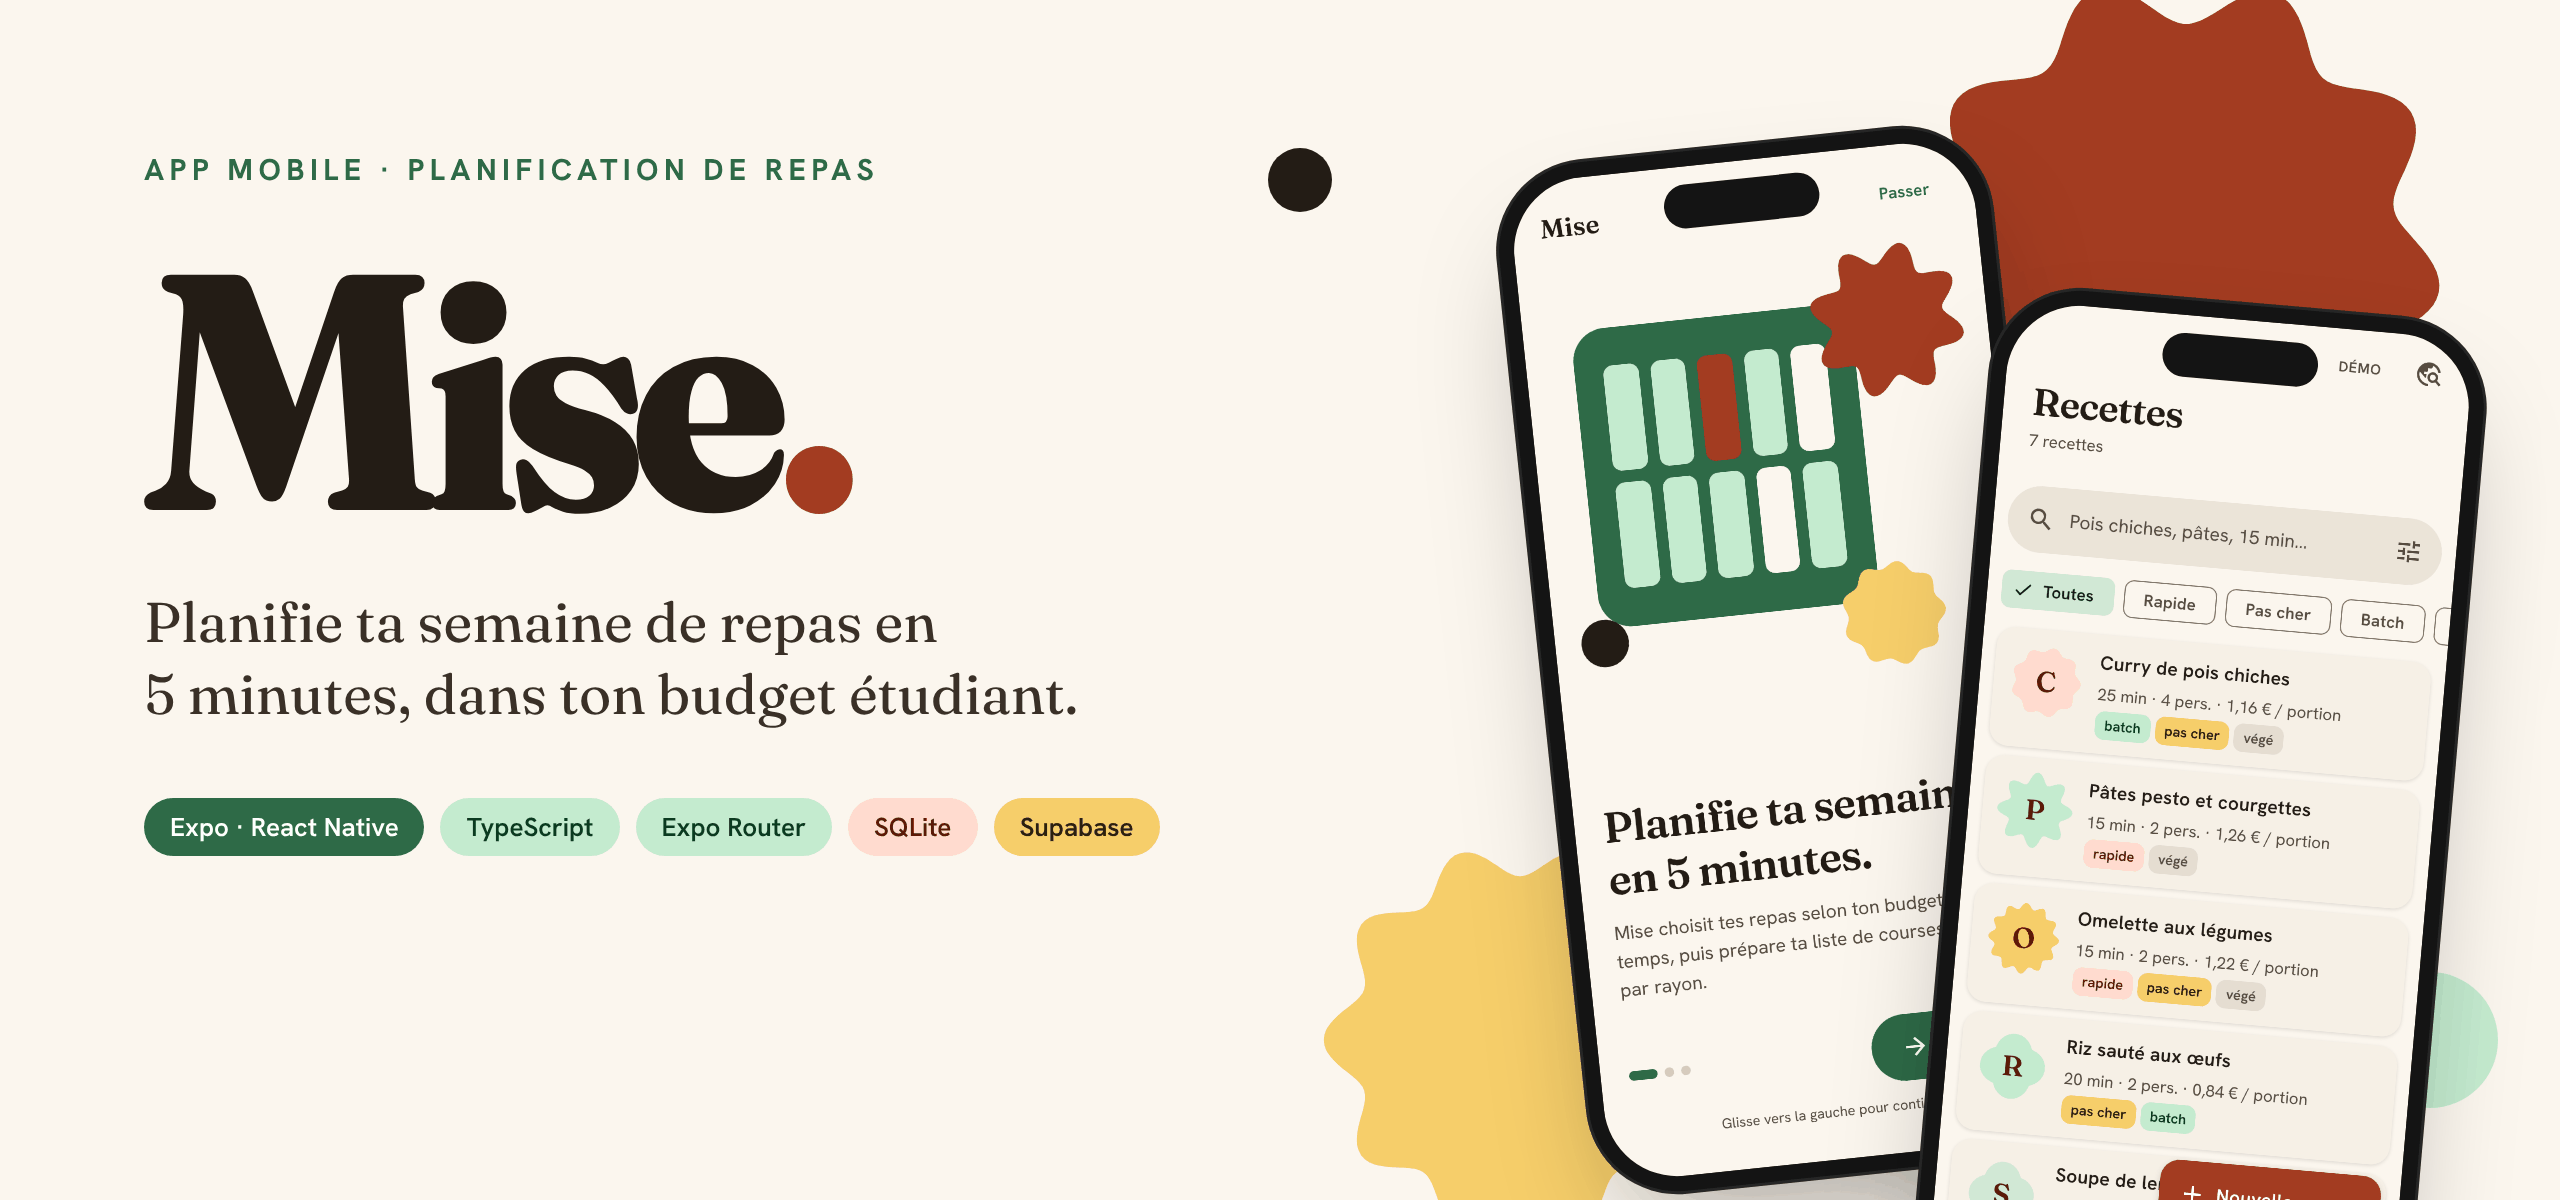 APP MOBILE · PLANIFICATION DE REPAS
Mise.
Planifie ta semaine de repas en
5 minutes, dans ton budget étudiant.
Expo · React Native
TypeScript
Expo Router
SQLite
Supabase
Mise
Passer
Planifie ta semain
en 5 minutes.
Mise choisit tes repas selon ton budget
temps, puis prépare ta liste de courses
par rayon.
Glisse vers la gauche pour conti
DÉMO
Recettes
7 recettes
Pois chiches, pâtes, 15 min...
Toutes
Rapide
Pas cher
Batch
C
Curry de pois chiches
25 min · 4 pers. · 1,16 € / portion
batch
pas cher
végé
P
Pâtes pesto et courgettes
15 min · 2 pers. · 1,26 € / portion
rapide
végé
O
Omelette aux légumes
15 min · 2 pers. · 1,22 € / portion
rapide
pas cher
végé
R
Riz sauté aux œufs
20 min · 2 pers. · 0,84 € / portion
pas cher
batch
S
Soupe de le